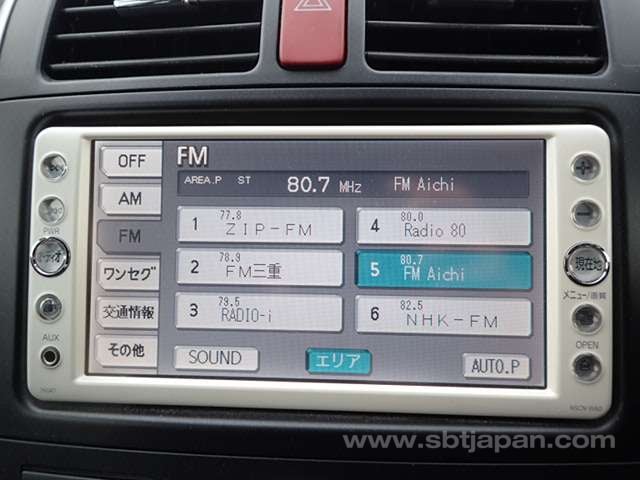 OFF
FM
AREA.P ST 80.7 MHz FM Aichi
AM
1 77.8 ZIP-FM
4 80.0 Radio 80
PWR
FM
2 78.9 FM三重
5 80.7 FM Aichi
ワンセグ
現在地
メニュー/画質
3 79.5 RADIO-i
6 82.5 NHK-FM
交通情報
AUX
その他
SOUND
エリア
AUTO.P
OPEN
NSCN-W60
www.sbtjapan.com